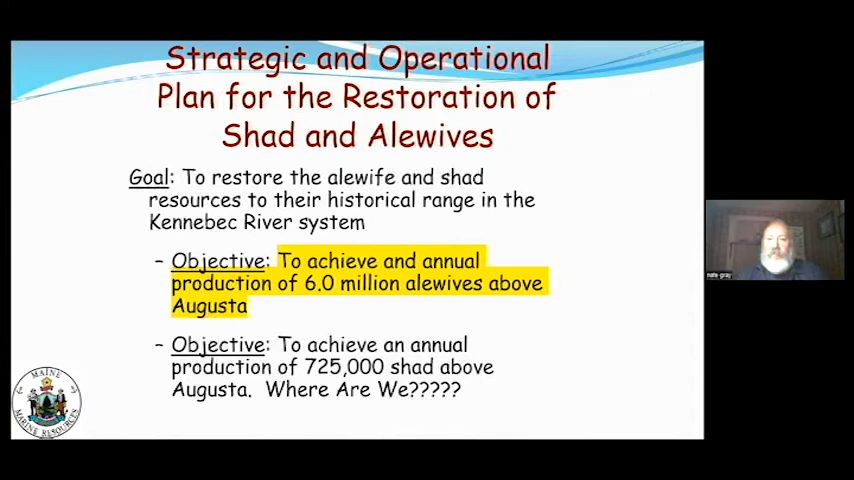 Strategic and Operational
Plan for the Restoration of
Shad and Alewives
Goal: To restore the alewife and shad
resources to their historical range in the
Kennebec River system
– Objective: To achieve and annual
production of 6.0 million alewives above
Augusta
– Objective: To achieve an annual
production of 725,000 shad above
Augusta. Where Are We?????
MAINE
MARINE RESOURCES
nate gray